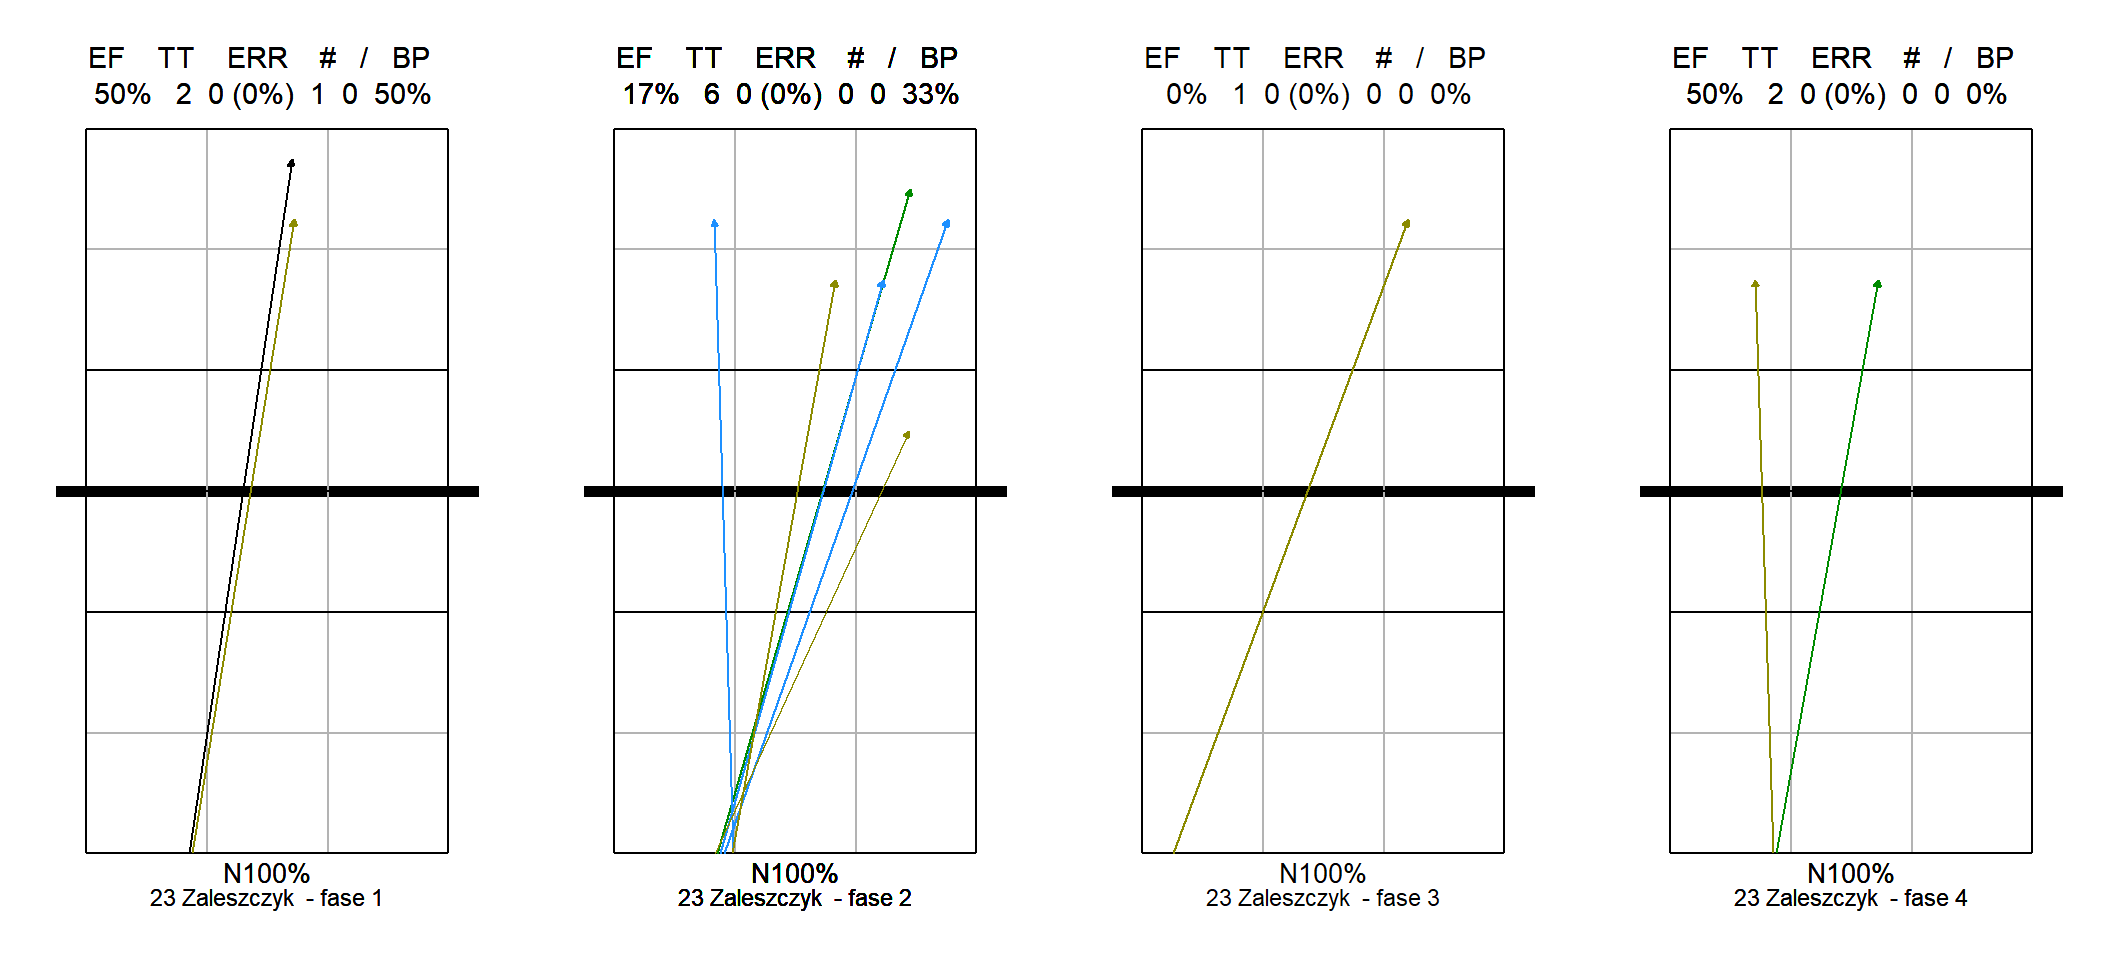 EF TT ERR # / BP
50% 2 0 (0%) 1 0 50%
N100%
23 Zaleszczyk - fase 1
EF TT ERR # / BP
17% 6 0 (0%) 0 0 33%
N100%
23 Zaleszczyk - fase 2
EF TT ERR # / BP
0% 1 0 (0%) 0 0 0%
N100%
23 Zaleszczyk - fase 3
EF TT ERR # / BP
50% 2 0 (0%) 0 0 0%
N100%
23 Zaleszczyk - fase 4